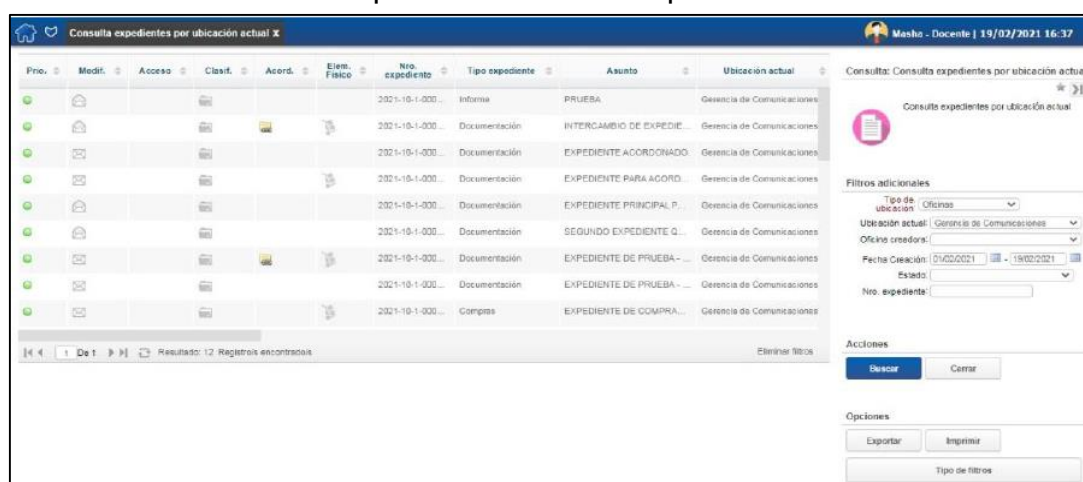 Consulta expedientes por ubicación actual X
Masha - Docente | 19/02/2021 16:37
Prio. Modif. Acceso Clasif. Acord. Elem. Físico Nro. expediente Tipo expediente Asunto Ubicación actual
2021-10-1-000... Informe PRUEBA Gerencia de Comunicaciones
2021-10-1-000... Documentación INTERCAMBIO DE EXPEDIE... Gerencia de Comunicaciones
2021-10-1-000... Documentación EXPEDIENTE ACORDONADO. Gerencia de Comunicaciones
2021-10-1-000... Documentación EXPEDIENTE PARA ACORD... Gerencia de Comunicaciones
2021-10-1-000... Documentación EXPEDIENTE PRINCIPAL P... Gerencia de Comunicaciones
2021-10-1-000... Documentación SEGUNDO EXPEDIENTE Q... Gerencia de Comunicaciones
2021-10-1-000... Documentación EXPEDIENTE DE PRUEBA - ... Gerencia de Comunicaciones
2021-10-1-000... Documentación EXPEDIENTE DE PRUEBA - ... Gerencia de Comunicaciones
2021-10-1-000... Compras EXPEDIENTE DE COMPRA... Gerencia de Comunicaciones
1 De 1 Resultado: 12 Registro/s encontrado/s Eliminar filtros
Consulta: Consulta expedientes por ubicación actua
Consulta expedientes por ubicación actual
Filtros adicionales
Tipo de ubicación: Oficinas
Ubicación actual: Gerencia de Comunicaciones
Oficina creadora:
Fecha Creación: 01/02/2021 - 19/02/2021
Estado:
Nro. expediente:
Acciones
Buscar Cerrar
Opciones
Exportar Imprimir
Tipo de filtros